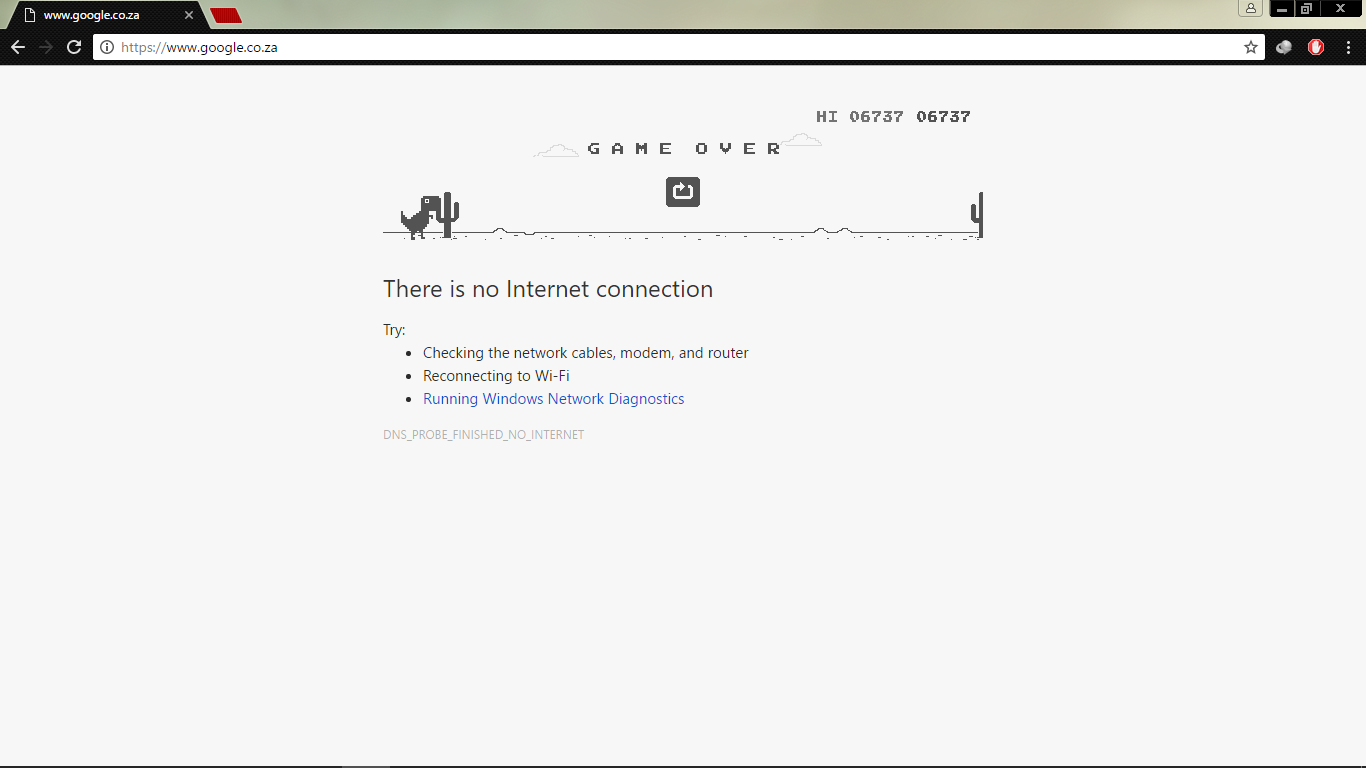 www.google.co.za
https://www.google.co.za
HI 06737 06737
GAME OVER
There is no Internet connection
Try:
• Checking the network cables, modem, and router
• Reconnecting to Wi-Fi
• Running Windows Network Diagnostics
DNS_PROBE_FINISHED_NO_INTERNET